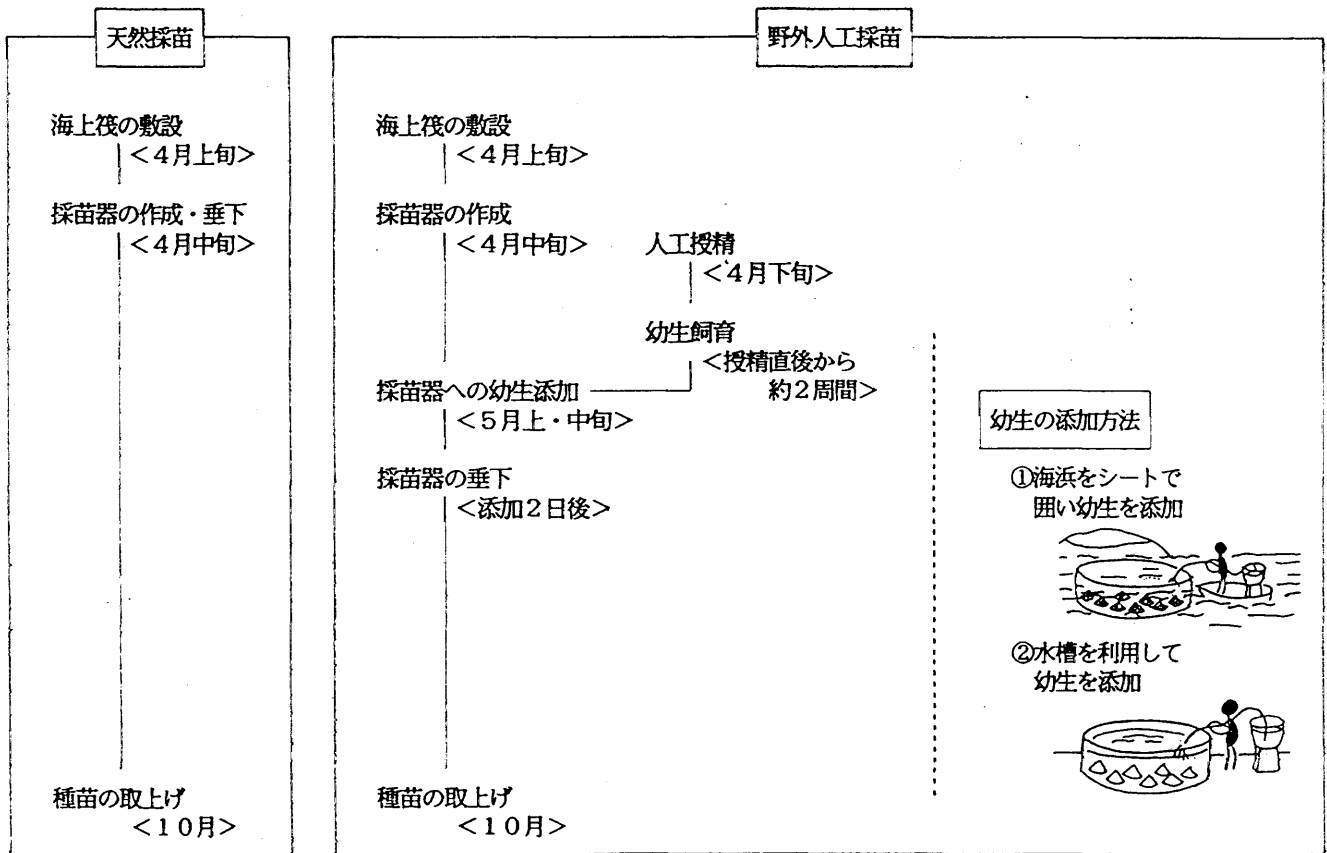 天然採苗
海上筏の敷設
＜４月上旬＞
採苗器の作成・垂下
＜４月中旬＞
種苗の取上げ
＜１０月＞
野外人工採苗
海上筏の敷設
＜４月上旬＞
採苗器の作成
＜４月中旬＞
人工授精
＜４月下旬＞
幼生飼育
＜授精直後から
約２周間＞
採苗器への幼生添加
＜５月上・中旬＞
採苗器の垂下
＜添加２日後＞
種苗の取上げ
＜１０月＞
幼生の添加方法
①海浜をシートで
囲い幼生を添加
②水槽を利用して
幼生を添加